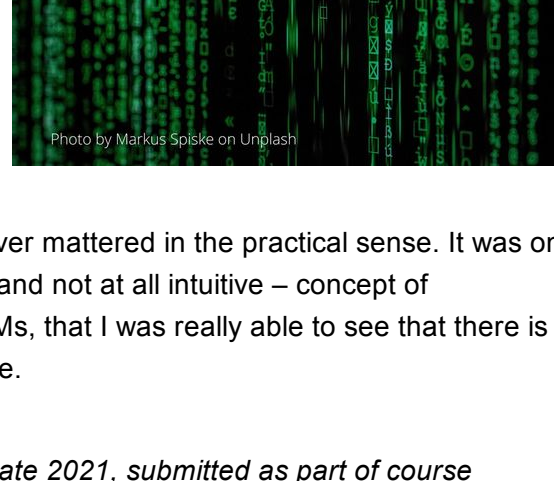 Photo by Markus Spiske on Unplash
ver mattered in the practical sense. It was on
and not at all intuitive – concept of
Ms, that I was really able to see that there is
e.
ate 2021, submitted as part of course